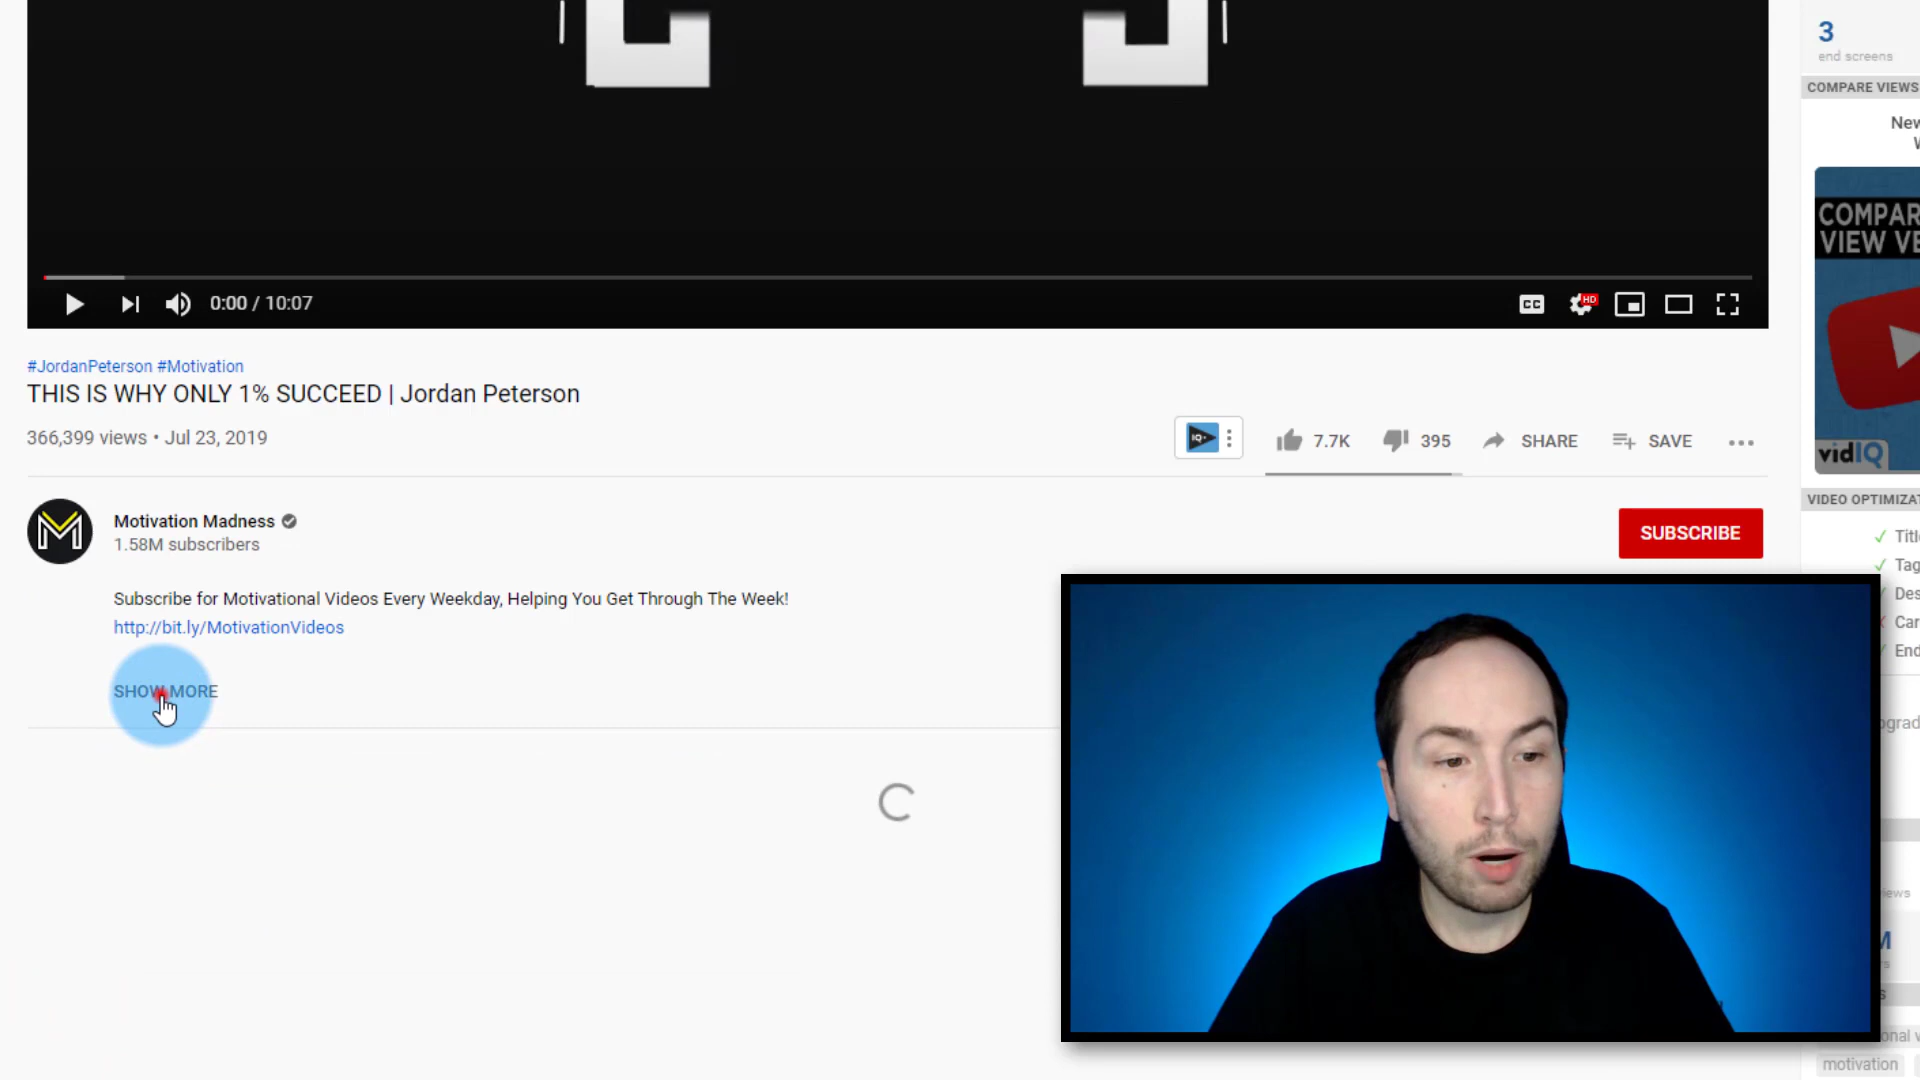 3
end screens
COMPARE VIEWS
COMPAR
VIEW VE
vidIQ
0:00 / 10:07
CC
HD
#JordanPeterson #Motivation
THIS IS WHY ONLY 1% SUCCEED | Jordan Peterson
366,399 views • Jul 23, 2019
IQ
7.7K
395
SHARE
SAVE
VIDEO OPTIMIZAT
Motivation Madness
1.58M subscribers
SUBSCRIBE
Subscribe for Motivational Videos Every Weekday, Helping You Get Through The Week!
http://bit.ly/MotivationVideos
SHOW MORE
motivation